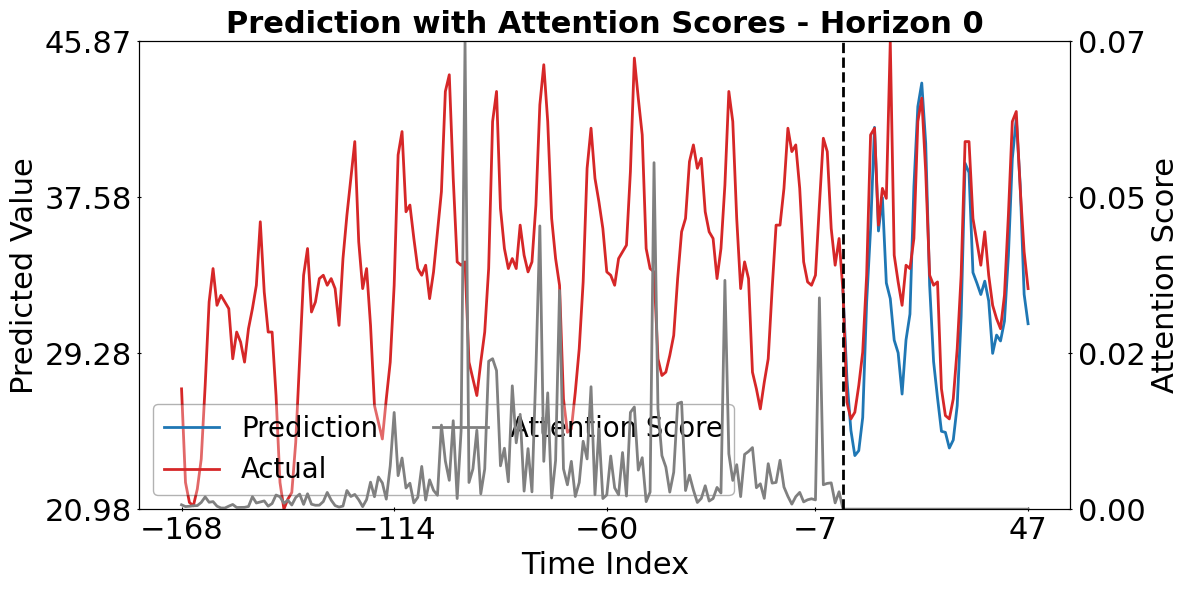 Prediction with Attention Scores - Horizon 0
45.87
37.58
29.28
20.98
Predicted Value
0.07
0.05
0.02
0.00
Attention Score
Prediction
Attention Score
Actual
−168
−114
−60
−7
47
Time Index